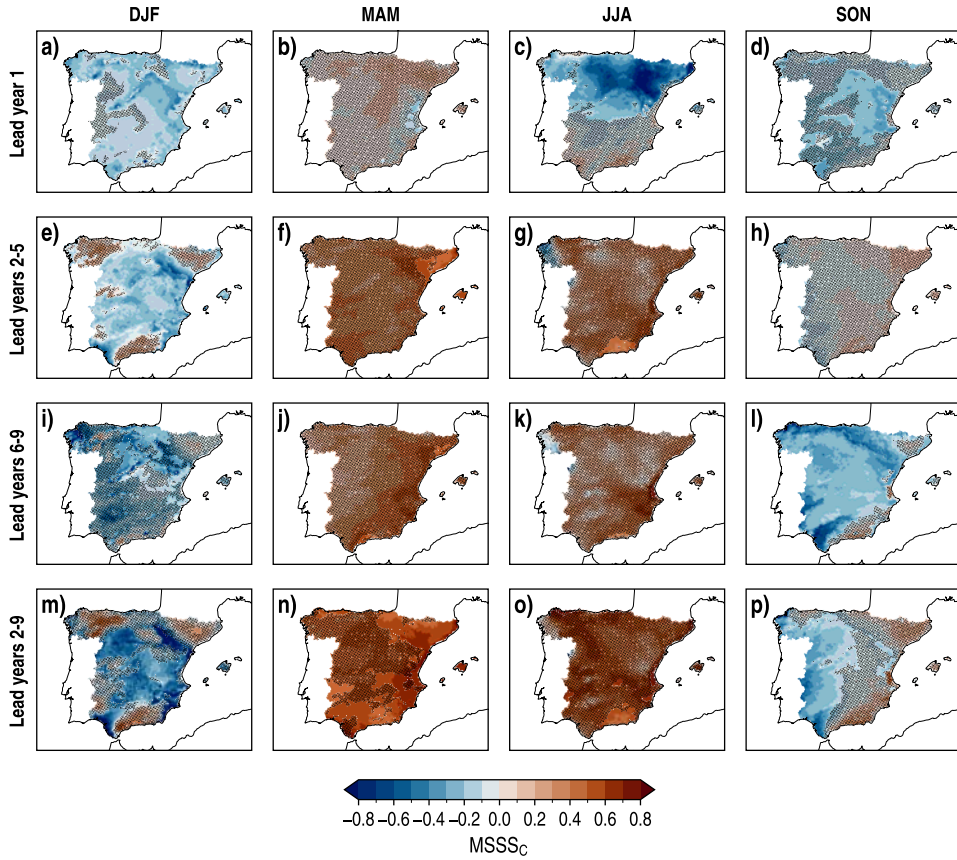 DJF MAM JJA SON
Lead year 1
a) b) c) d)
Lead years 2-5
e) f) g) h)
Lead years 6-9
i) j) k) l)
Lead years 2-9
m) n) o) p)
−0.8 −0.6 −0.4 −0.2 0.0 0.2 0.4 0.6 0.8
MSSSC